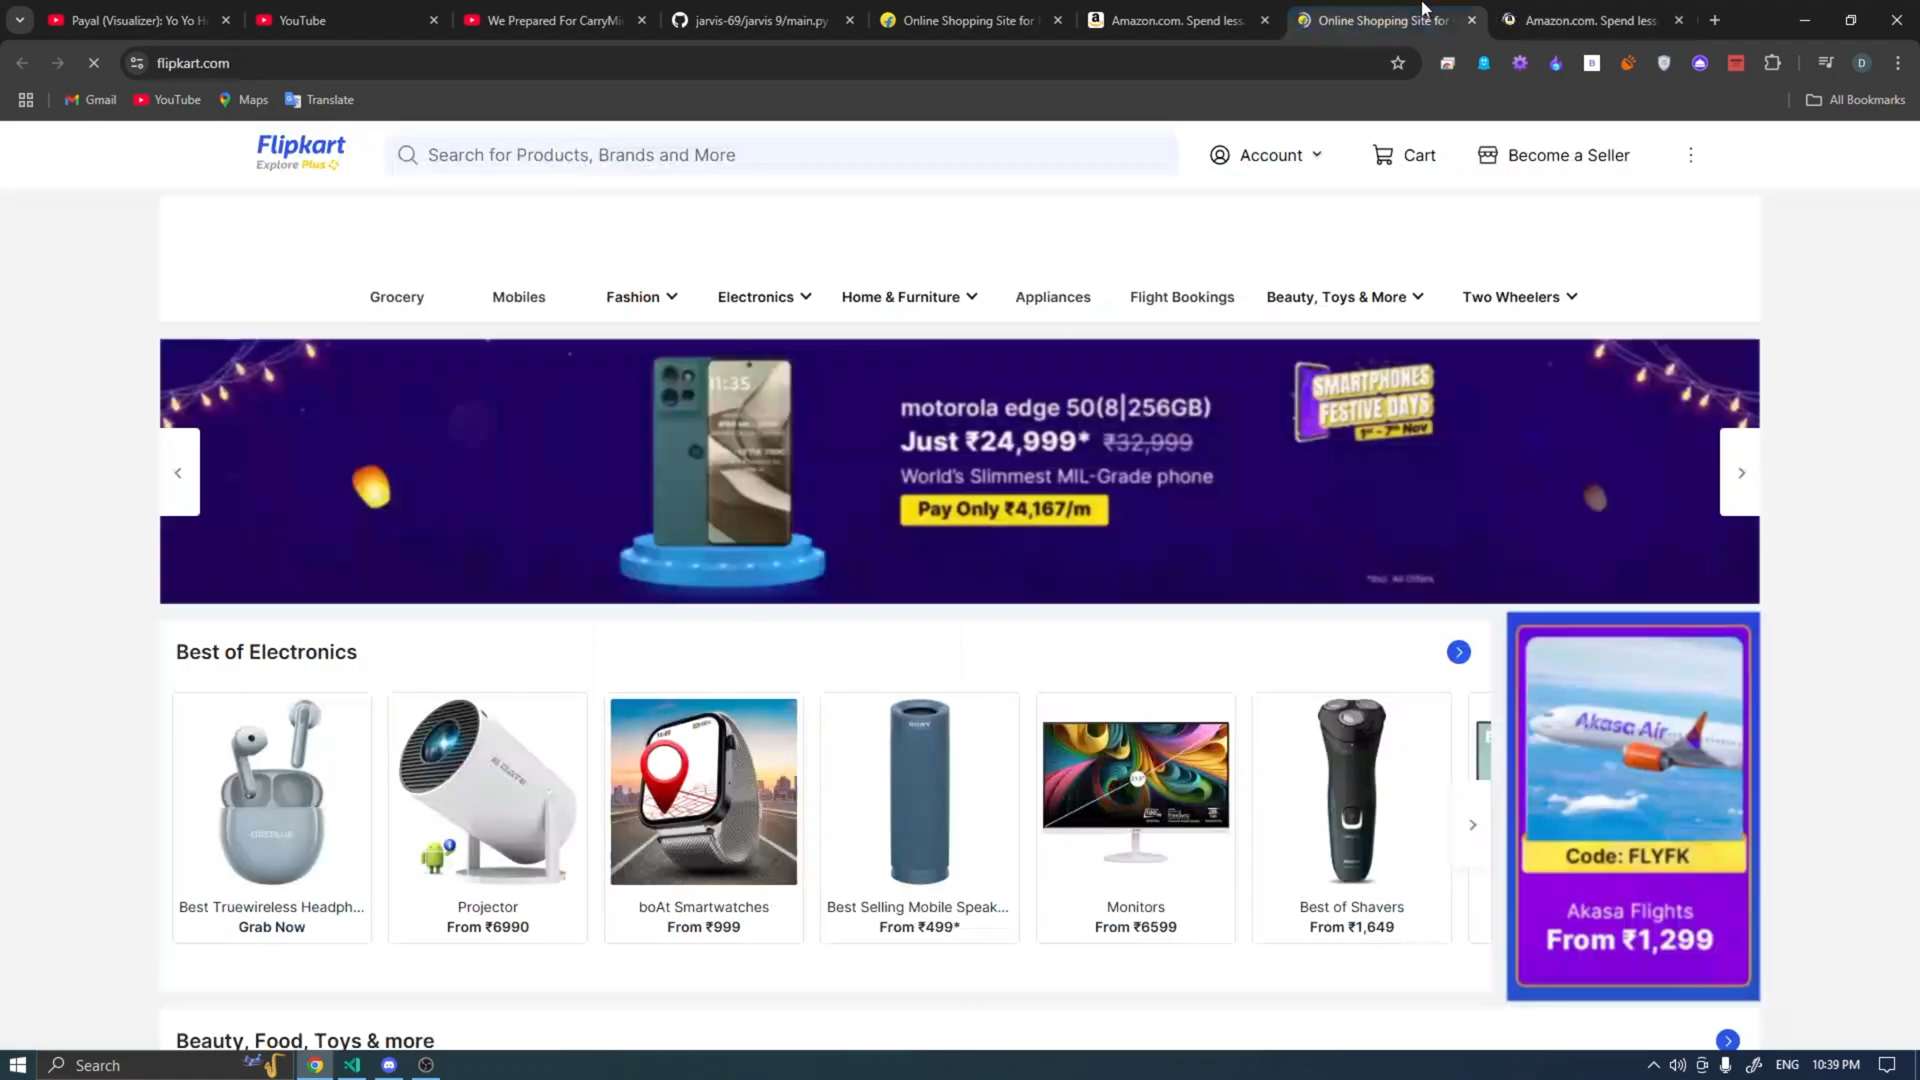 Payal (Visualizer): Yo Yo H
YouTube
We Prepared For CarryMi
jarvis-69/jarvis 9/main.py
Online Shopping Site for
Amazon.com. Spend less.
Online Shopping Site for
Amazon.com. Spend less
flipkart.com
D
Gmail
YouTube
Maps
Translate
All Bookmarks
Flipkart
Explore Plus
Search for Products, Brands and More
Account
Cart
Become a Seller
Grocery
Mobiles
Fashion
Electronics
Home & Furniture
Appliances
Flight Bookings
Beauty, Toys & More
Two Wheelers
11:35
motorola edge 50(8|256GB)
Just ₹24,999* ₹32,999
World's Slimmest MIL-Grade phone
Pay Only ₹4,167/m
SMARTPHONES
FESTIVE DAYS
1st - 7th Nov
Best of Electronics
SONY
Best Truewireless Headph...
Grab Now
Projector
From ₹6990
boAt Smartwatches
From ₹999
Best Selling Mobile Speak...
From ₹499*
Monitors
From ₹6599
Best of Shavers
From ₹1,649
Akasa Air
Code: FLYFK
Akasa Flights
From ₹1,299
Beauty, Food, Toys & more
Search
ENG
10:39 PM